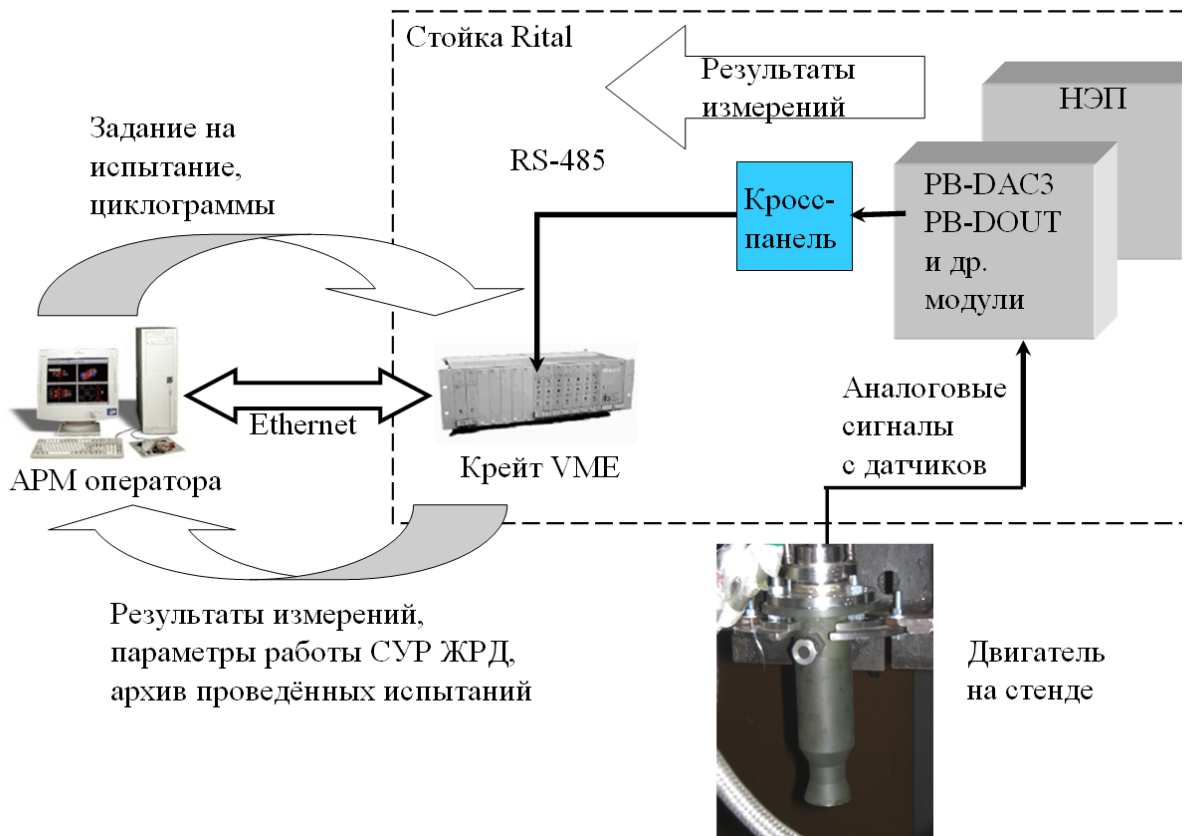 Стойка Rital
Результаты
измерений
НЭП
Задание на
испытание,
циклограммы
RS-485
Кросс-
панель
PB-DAC3
PB-DOUT
и др.
модули
Ethernet
Аналоговые
сигналы
с датчиков
АРМ оператора
Крейт VME
Результаты измерений,
параметры работы СУР ЖРД,
архив проведённых испытаний
Двигатель
на стенде